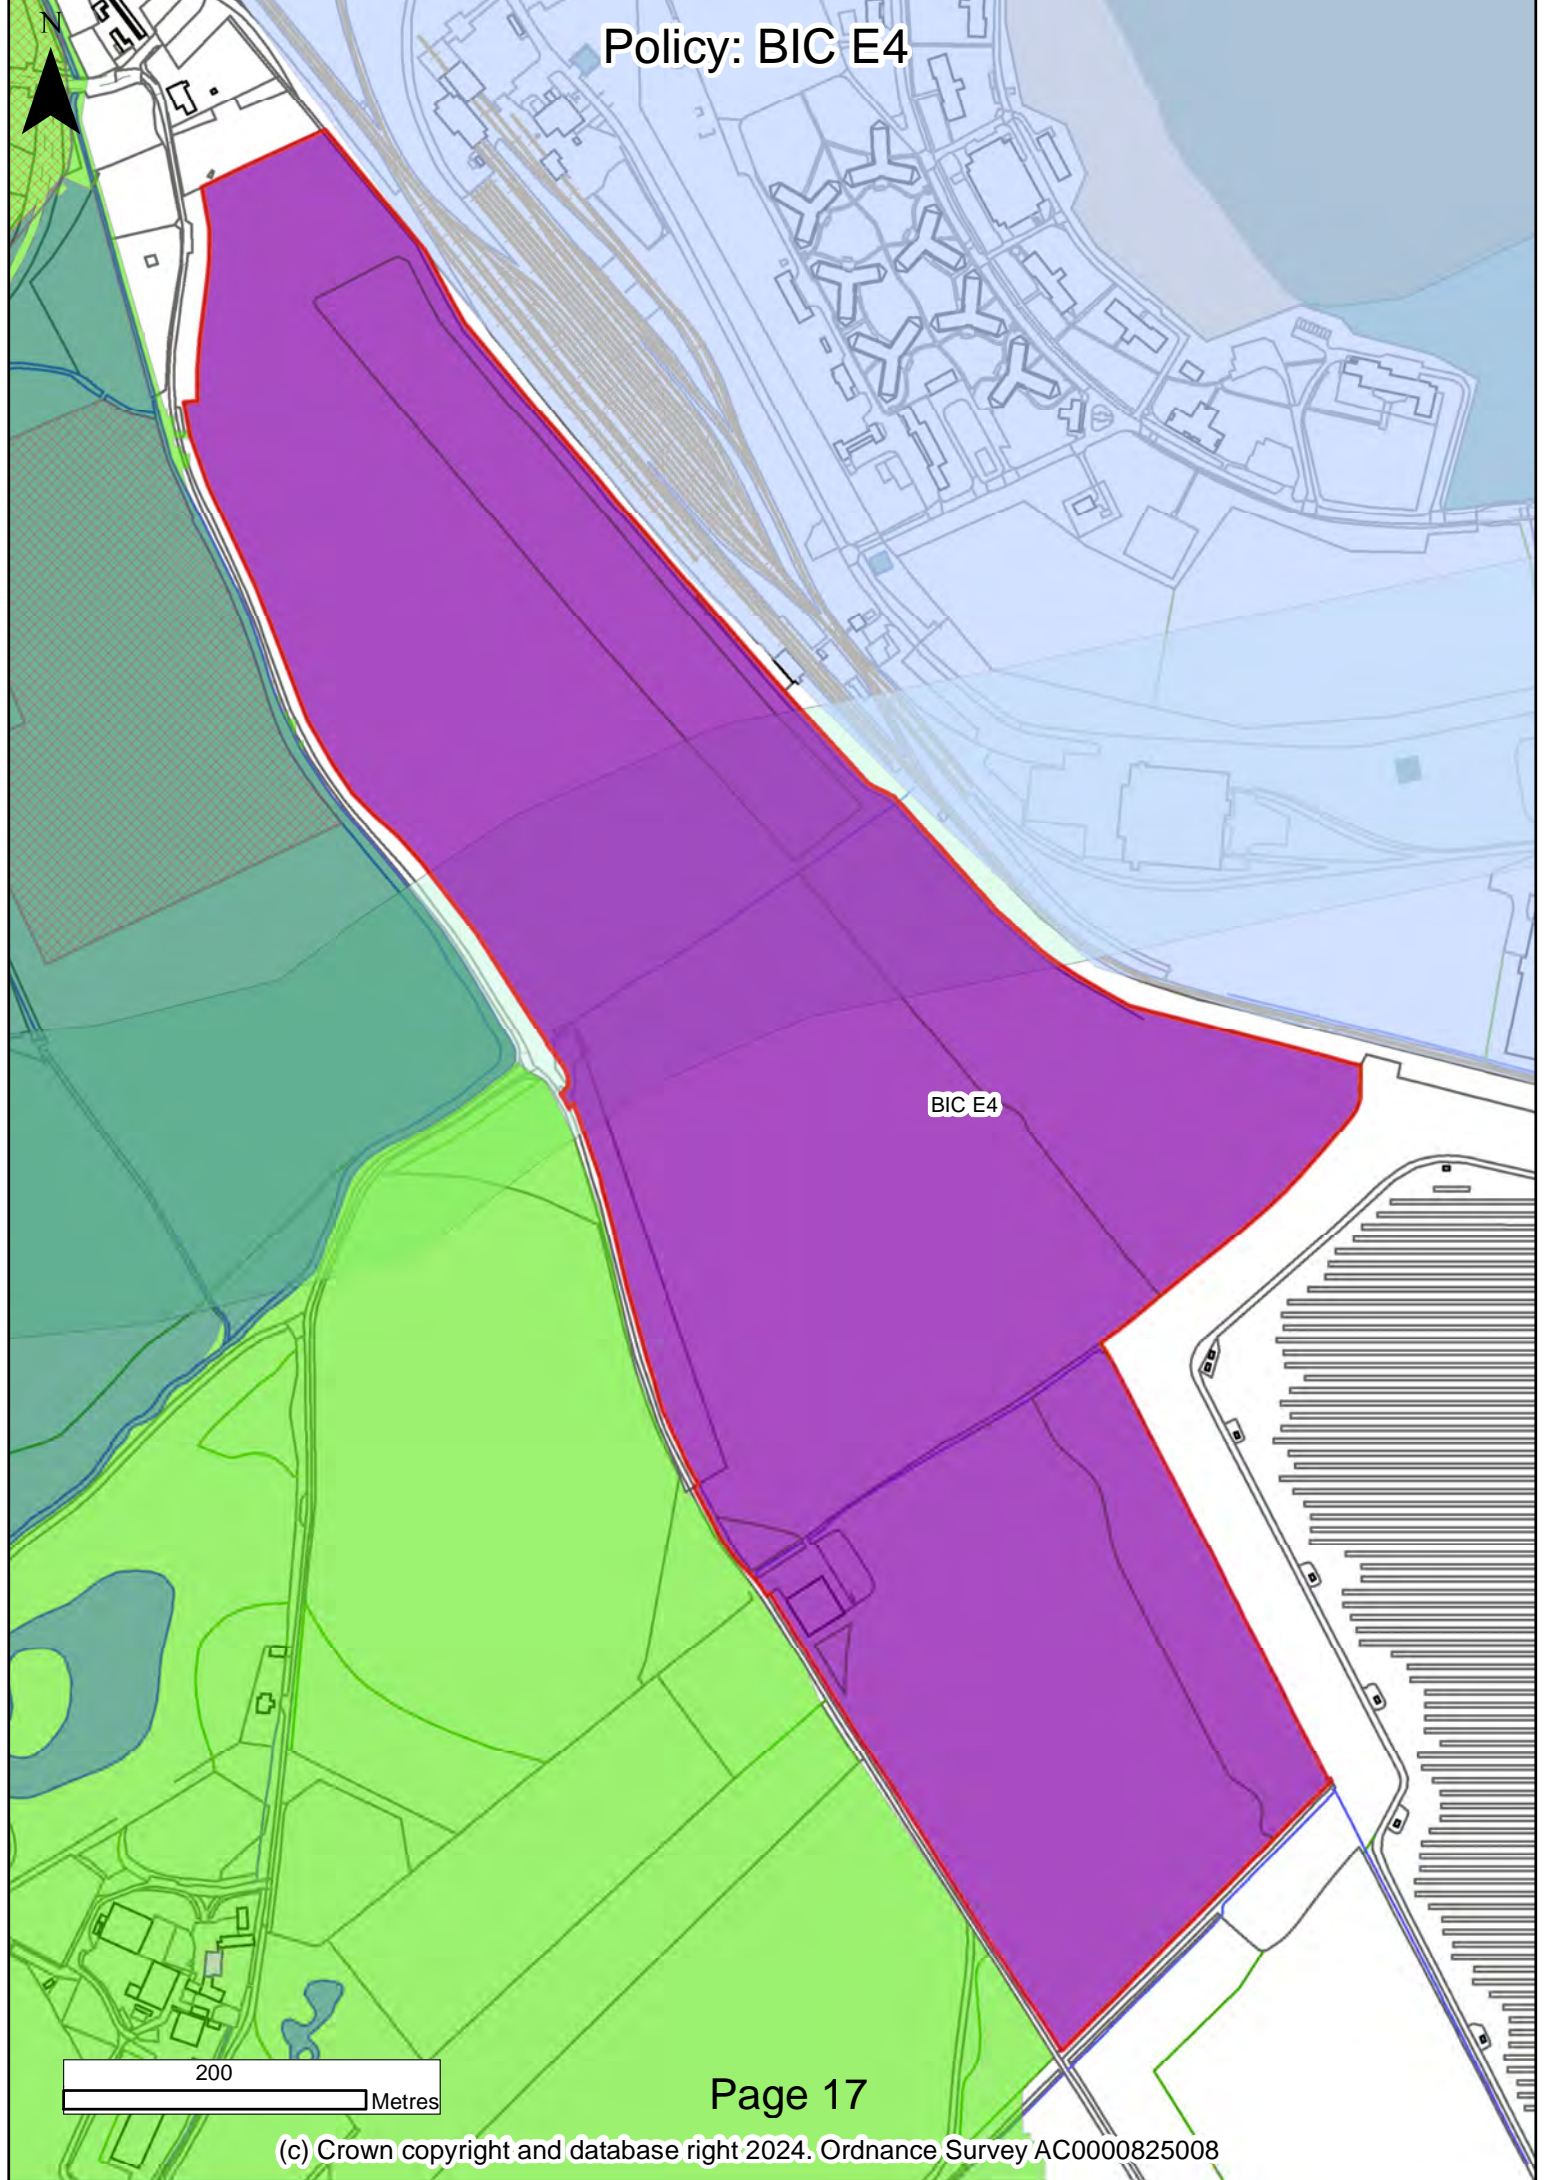 N
Policy: BIC E4
BIC E4
200
Metres
Page 17
(c) Crown copyright and database right 2024. Ordnance Survey AC0000825008